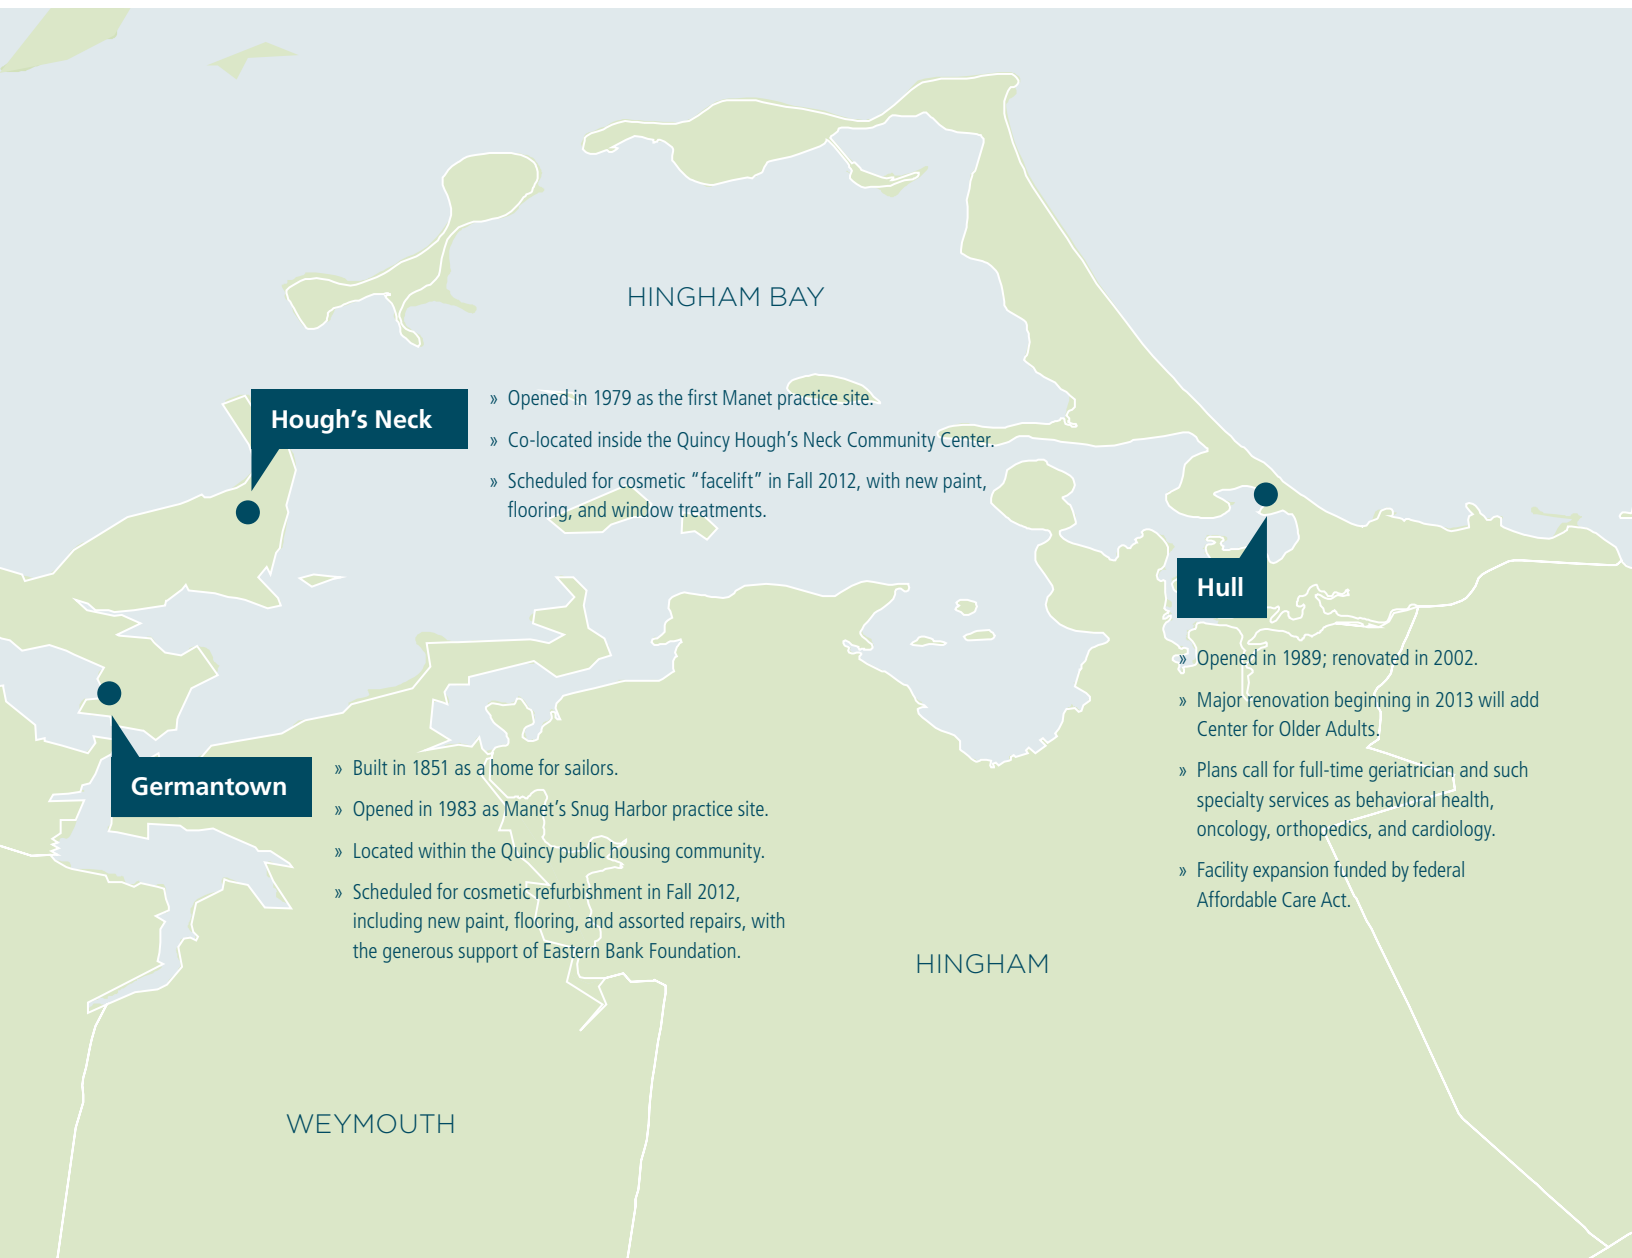 HINGHAM BAY
Hough’s Neck
» Opened in 1979 as the first Manet practice site.
» Co-located inside the Quincy Hough’s Neck Community Center.
» Scheduled for cosmetic “facelift” in Fall 2012, with new paint,
flooring, and window treatments.
Hull
» Opened in 1989; renovated in 2002.
» Major renovation beginning in 2013 will add
Center for Older Adults.
» Plans call for full-time geriatrician and such
specialty services as behavioral health,
oncology, orthopedics, and cardiology.
» Facility expansion funded by federal
Affordable Care Act.
Germantown
» Built in 1851 as a home for sailors.
» Opened in 1983 as Manet’s Snug Harbor practice site.
» Located within the Quincy public housing community.
» Scheduled for cosmetic refurbishment in Fall 2012,
including new paint, flooring, and assorted repairs, with
the generous support of Eastern Bank Foundation.
HINGHAM
WEYMOUTH